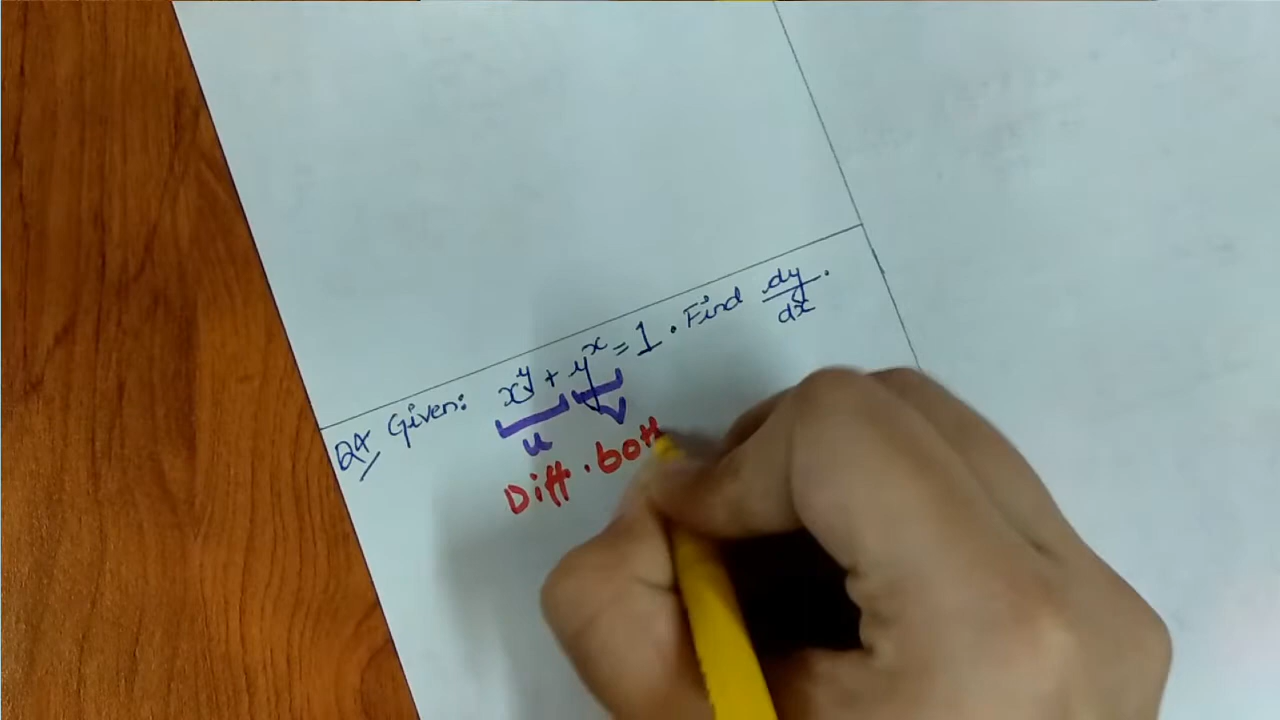 Q4 Given: x^y + y^x = 1. Find dy/dx.
u v
Diff. both